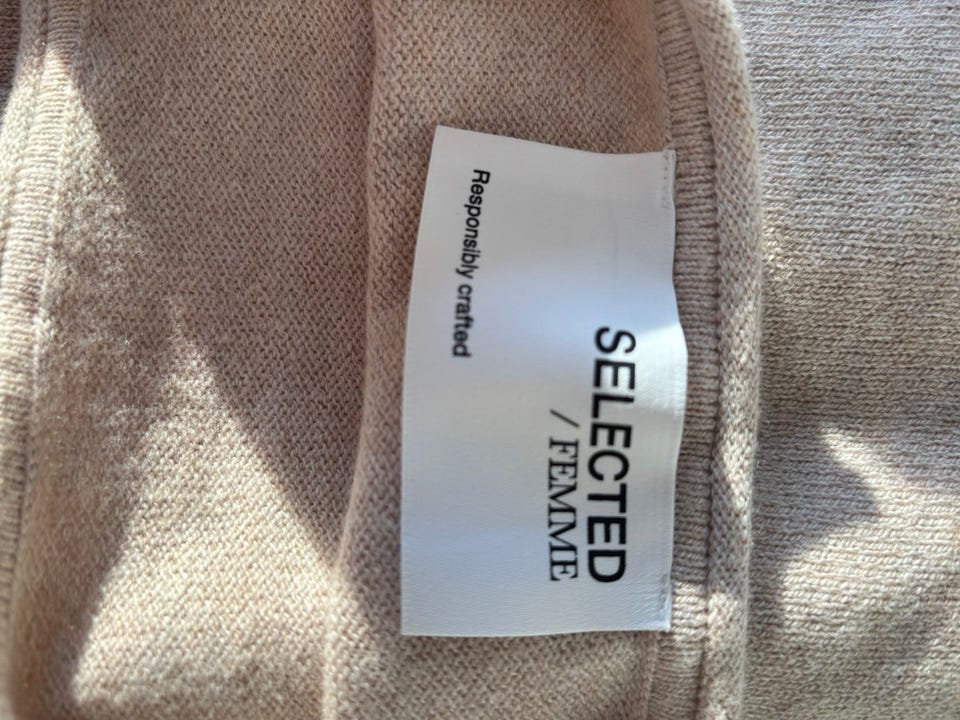 SELECTED
/ FEMME
Responsibly crafted